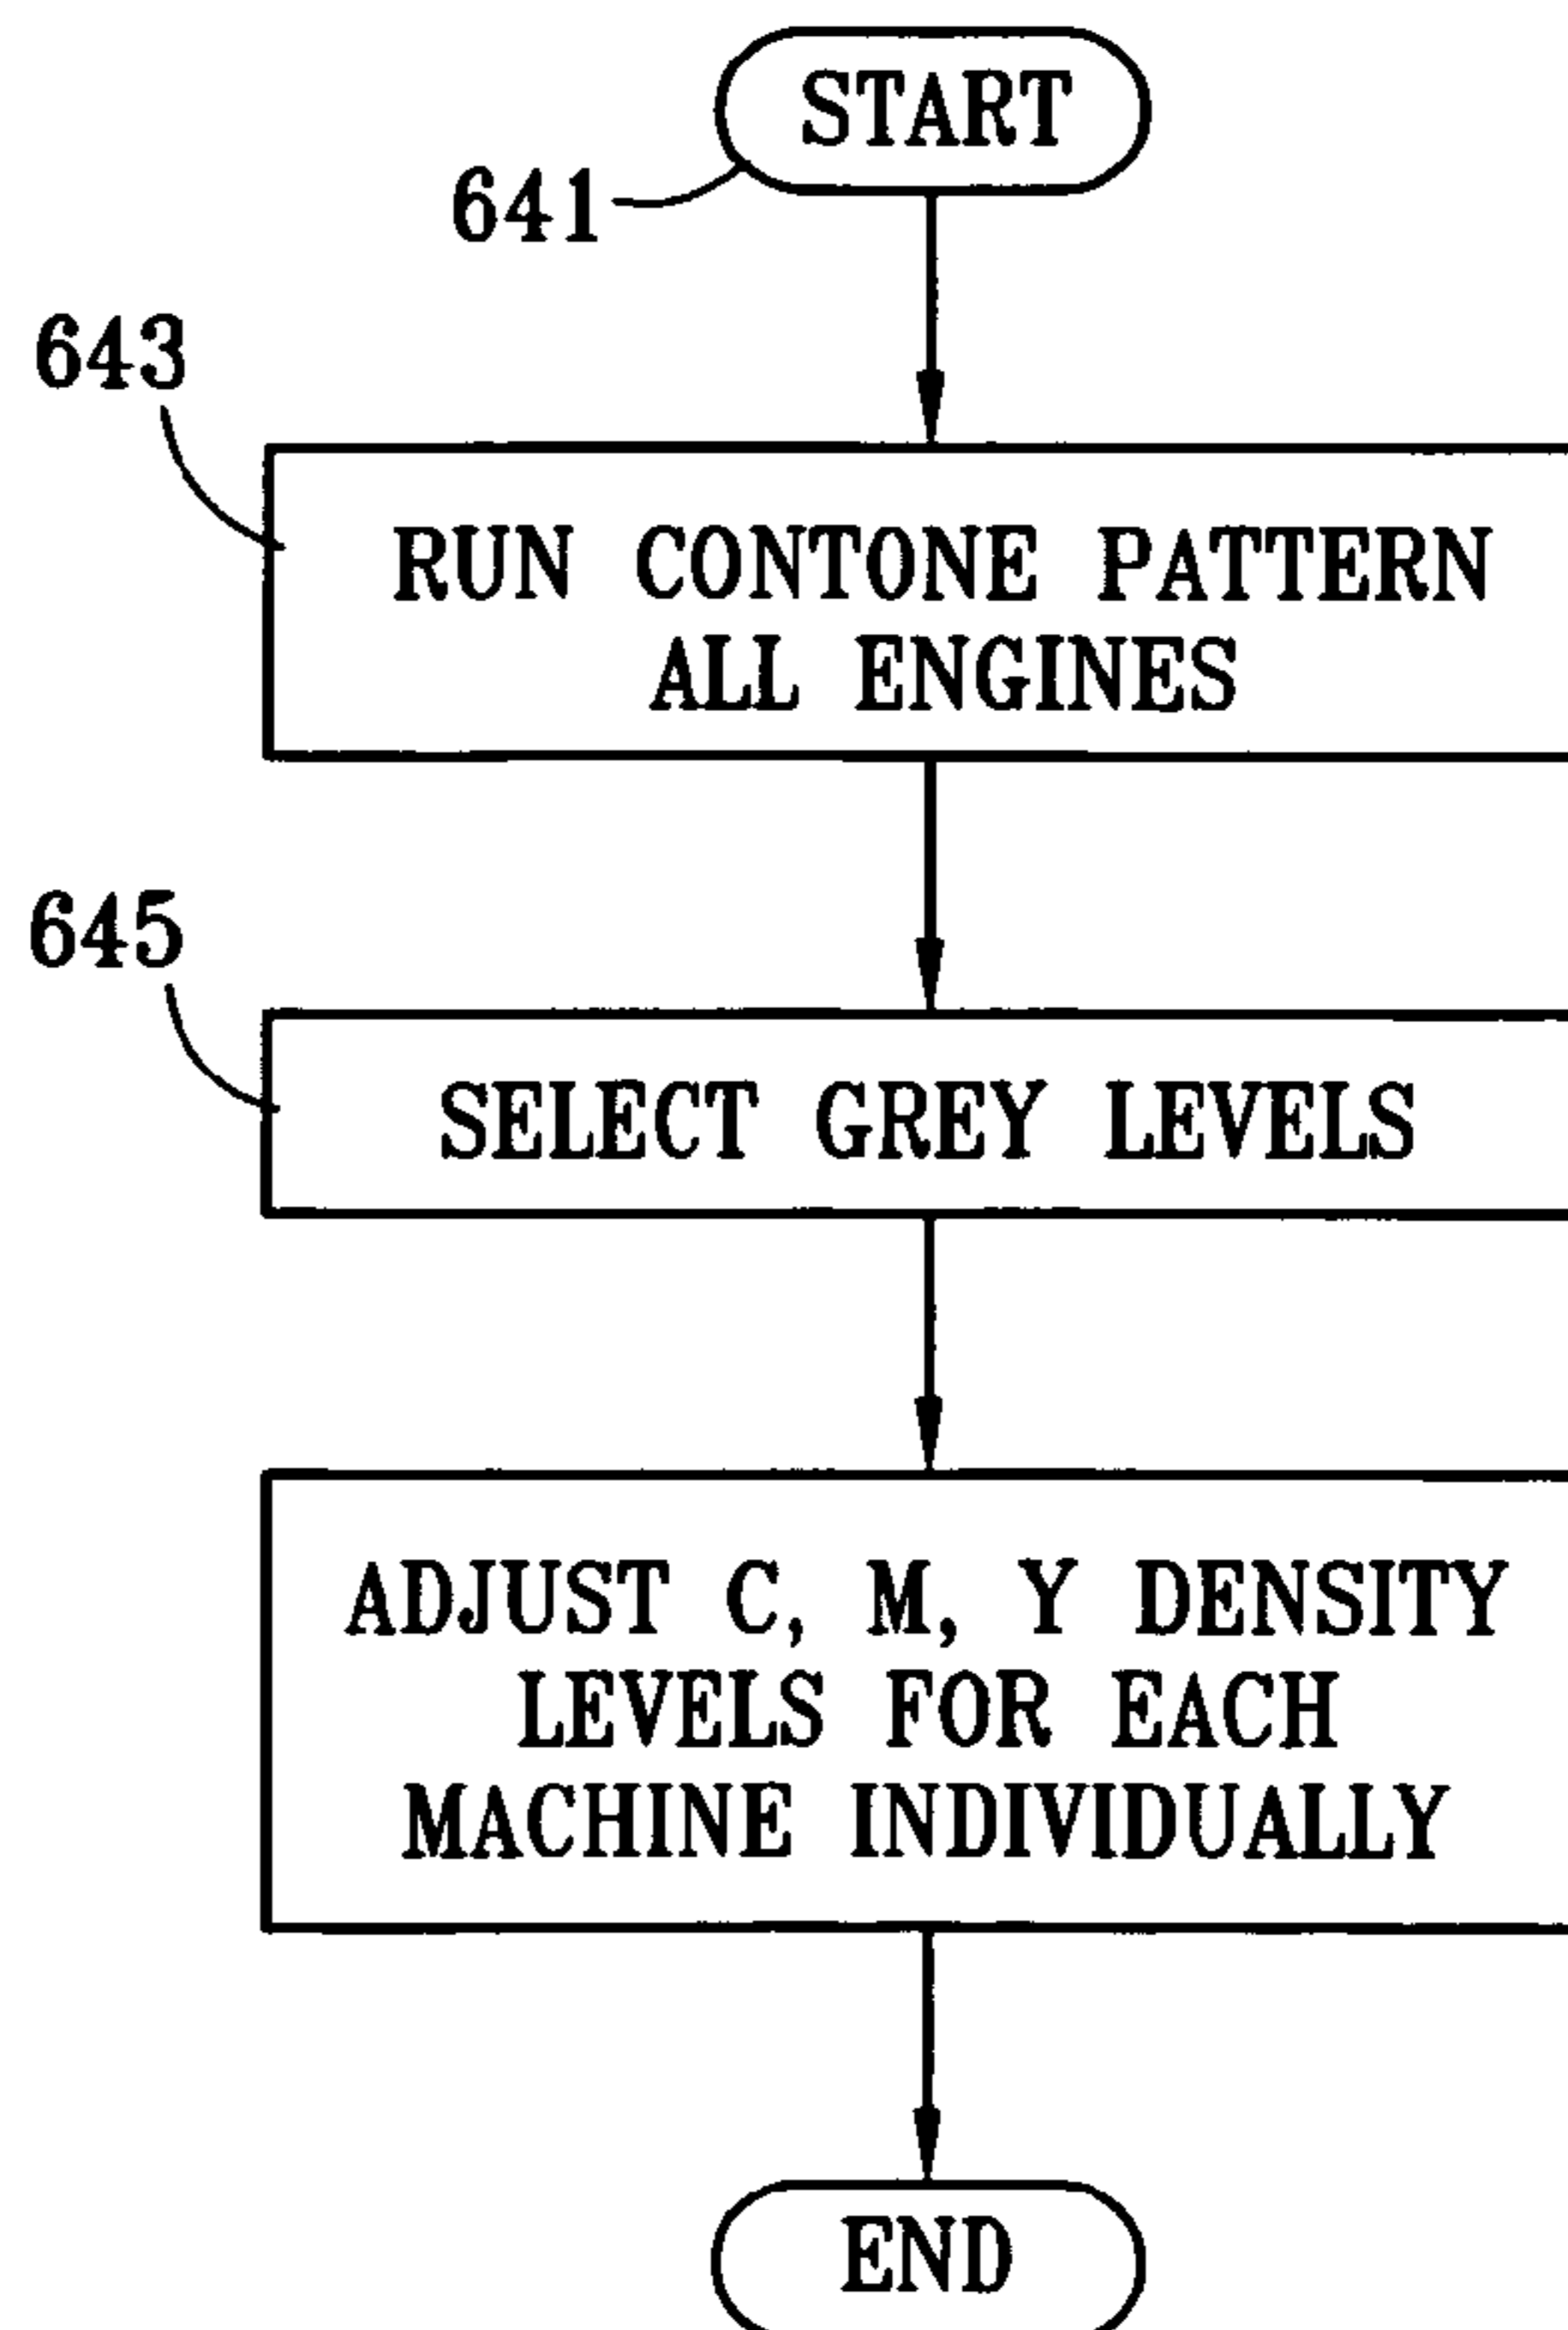 START
641
643
RUN CONTONE PATTERN
ALL ENGINES
645
SELECT GREY LEVELS
ADJUST C, M, Y DENSITY
LEVELS FOR EACH
MACHINE INDIVIDUALLY
END